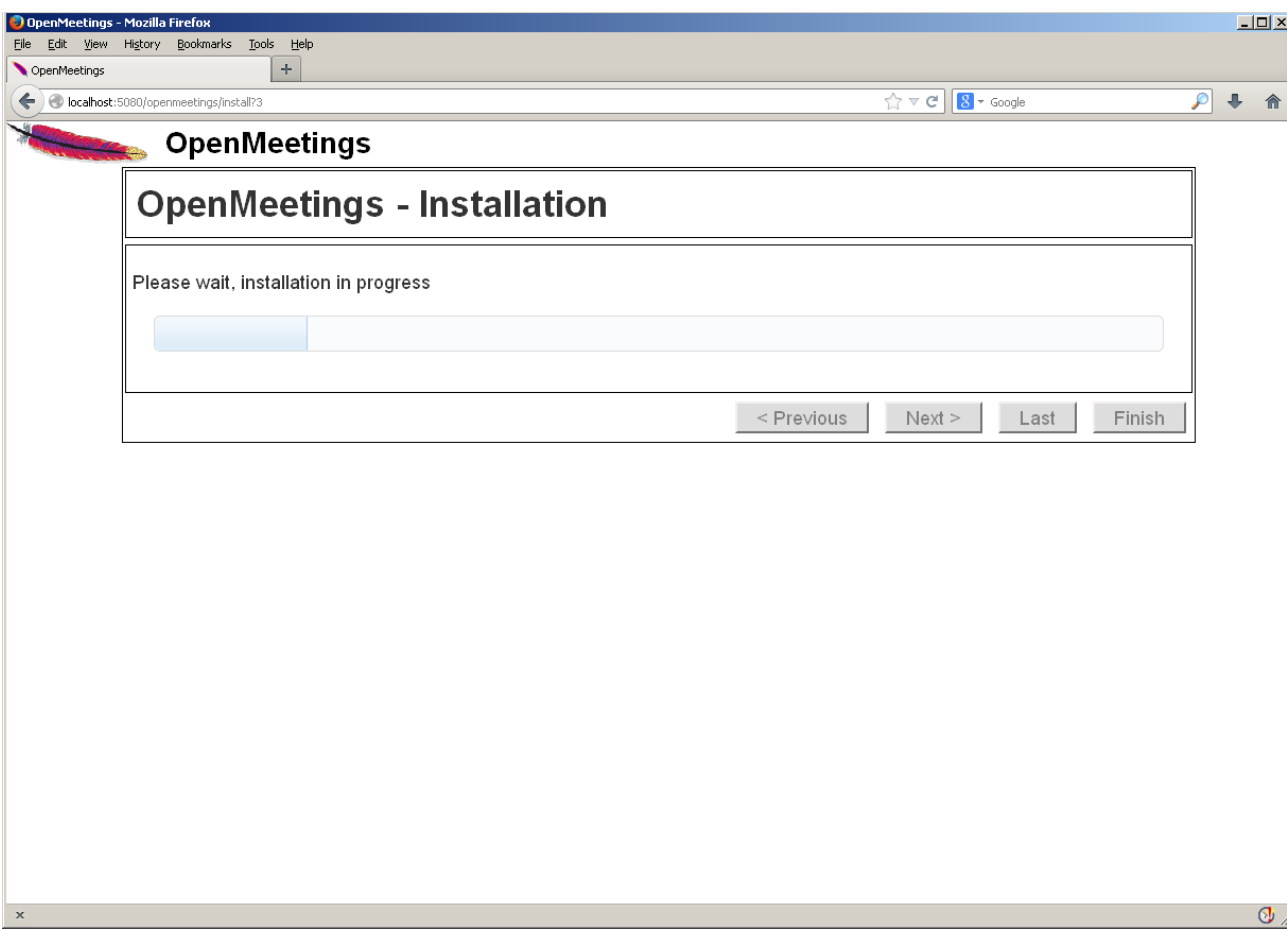 OpenMeetings - Mozilla Firefox
File Edit View History Bookmarks Tools Help
OpenMeetings +
localhost:5080/openmeetings/install?3 8 Google
OpenMeetings
OpenMeetings - Installation
Please wait, installation in progress
< Previous Next > Last Finish
x